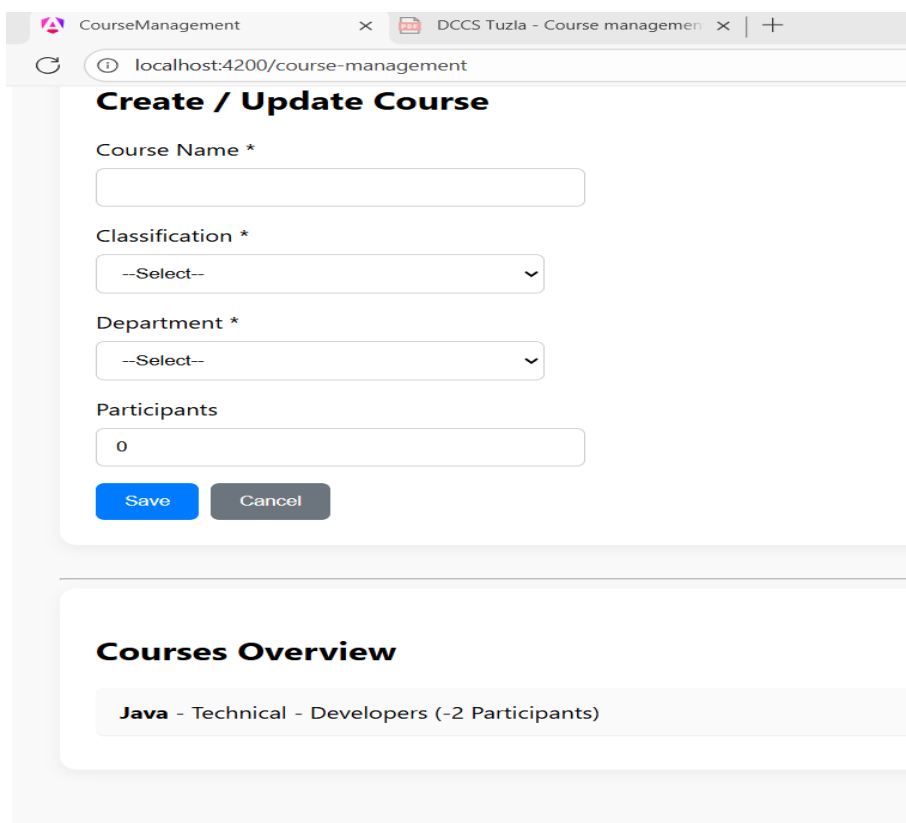 CourseManagement
DCCS Tuzla - Course managemen
localhost:4200/course-management
Create / Update Course
Course Name *
Classification *
--Select--
Department *
--Select--
Participants
0
Save Cancel
Courses Overview
Java - Technical - Developers (-2 Participants)